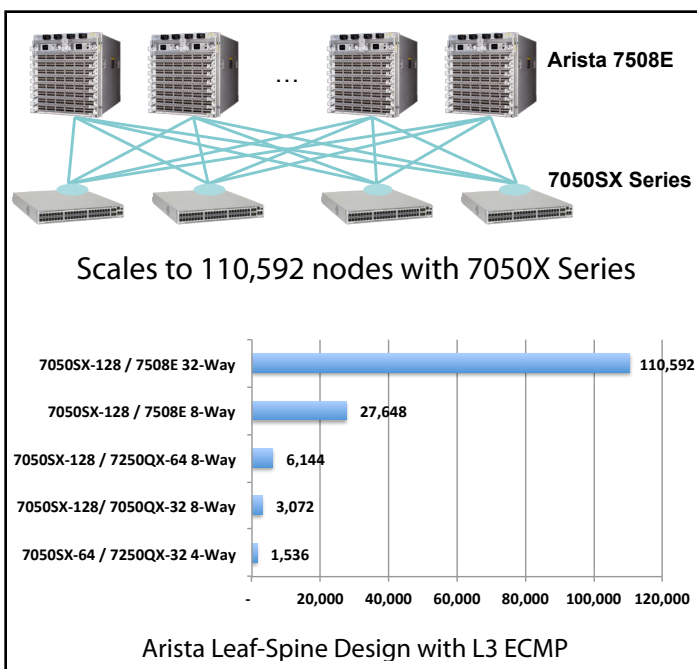 Arista 7508E
...
7050SX Series
Scales to 110,592 nodes with 7050X Series
7050SX-128 / 7508E 32-Way
110,592
7050SX-128 / 7508E 8-Way
27,648
7050SX-128 / 7250QX-64 8-Way
6,144
7050SX-128/ 7050QX-32 8-Way
3,072
7050SX-64 / 7250QX-32 4-Way
1,536
- 20,000 40,000 60,000 80,000 100,000 120,000
Arista Leaf-Spine Design with L3 ECMP